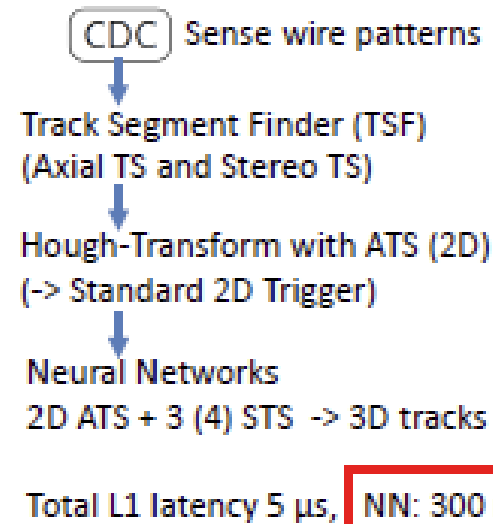 CDC Sense wire patterns
Track Segment Finder (TSF)
(Axial TS and Stereo TS)
Hough-Transform with ATS (2D)
(-> Standard 2D Trigger)
Neural Networks
2D ATS + 3 (4) STS -> 3D tracks
Total L1 latency 5 µs, NN: 300